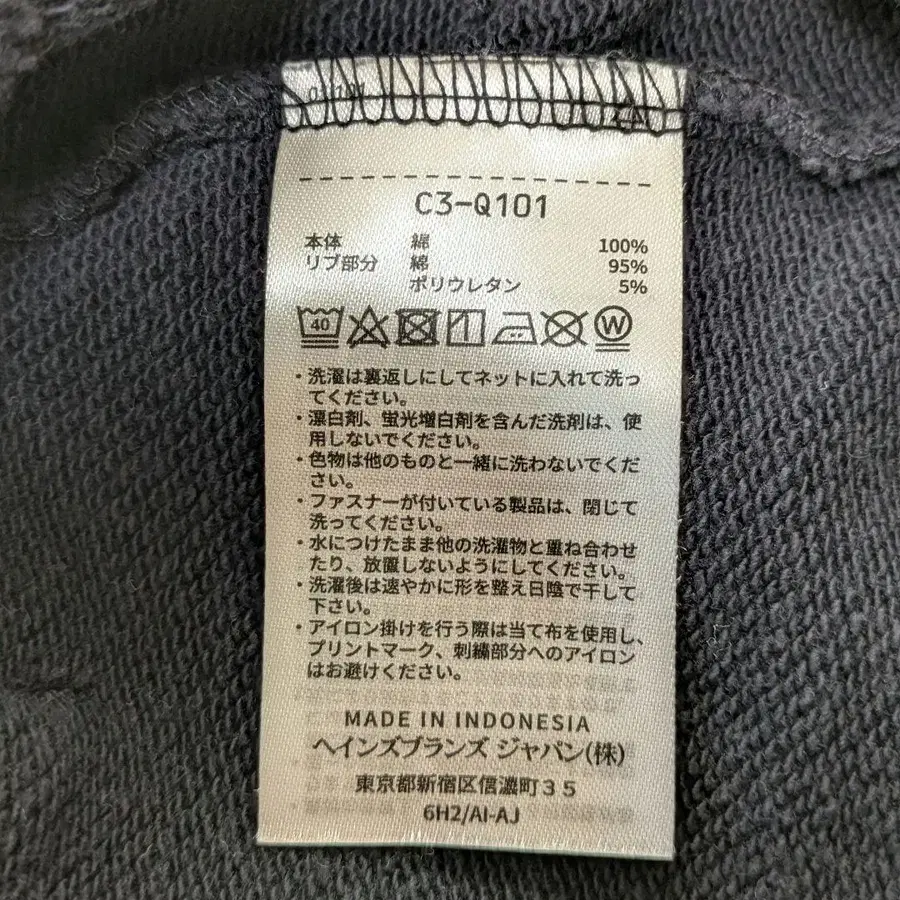 C3-Q101
本体 綿 100%
リブ部分 綿 95%
ポリウレタン 5%
40 W
・洗濯は裏返しにしてネットに入れて洗っ
てください。
・漂白剤、蛍光増白剤を含んだ洗剤は、使
用しないでください。
・色物は他のものと一緒に洗わないでくだ
さい。
・ファスナーが付いている製品は、閉じて
洗ってください。
・水につけたまま他の洗濯物と重ね合わせ
たり、放置しないようにしてください。
・洗濯後は速やかに形を整え日陰で干して
下さい。
・アイロン掛けを行う際は当て布を使用し、
プリントマーク、刺繍部分へのアイロン
はお避けください。
MADE IN INDONESIA
ヘインズブランズ ジャパン(株)
東京都新宿区信濃町35
6H2/AI-AJ